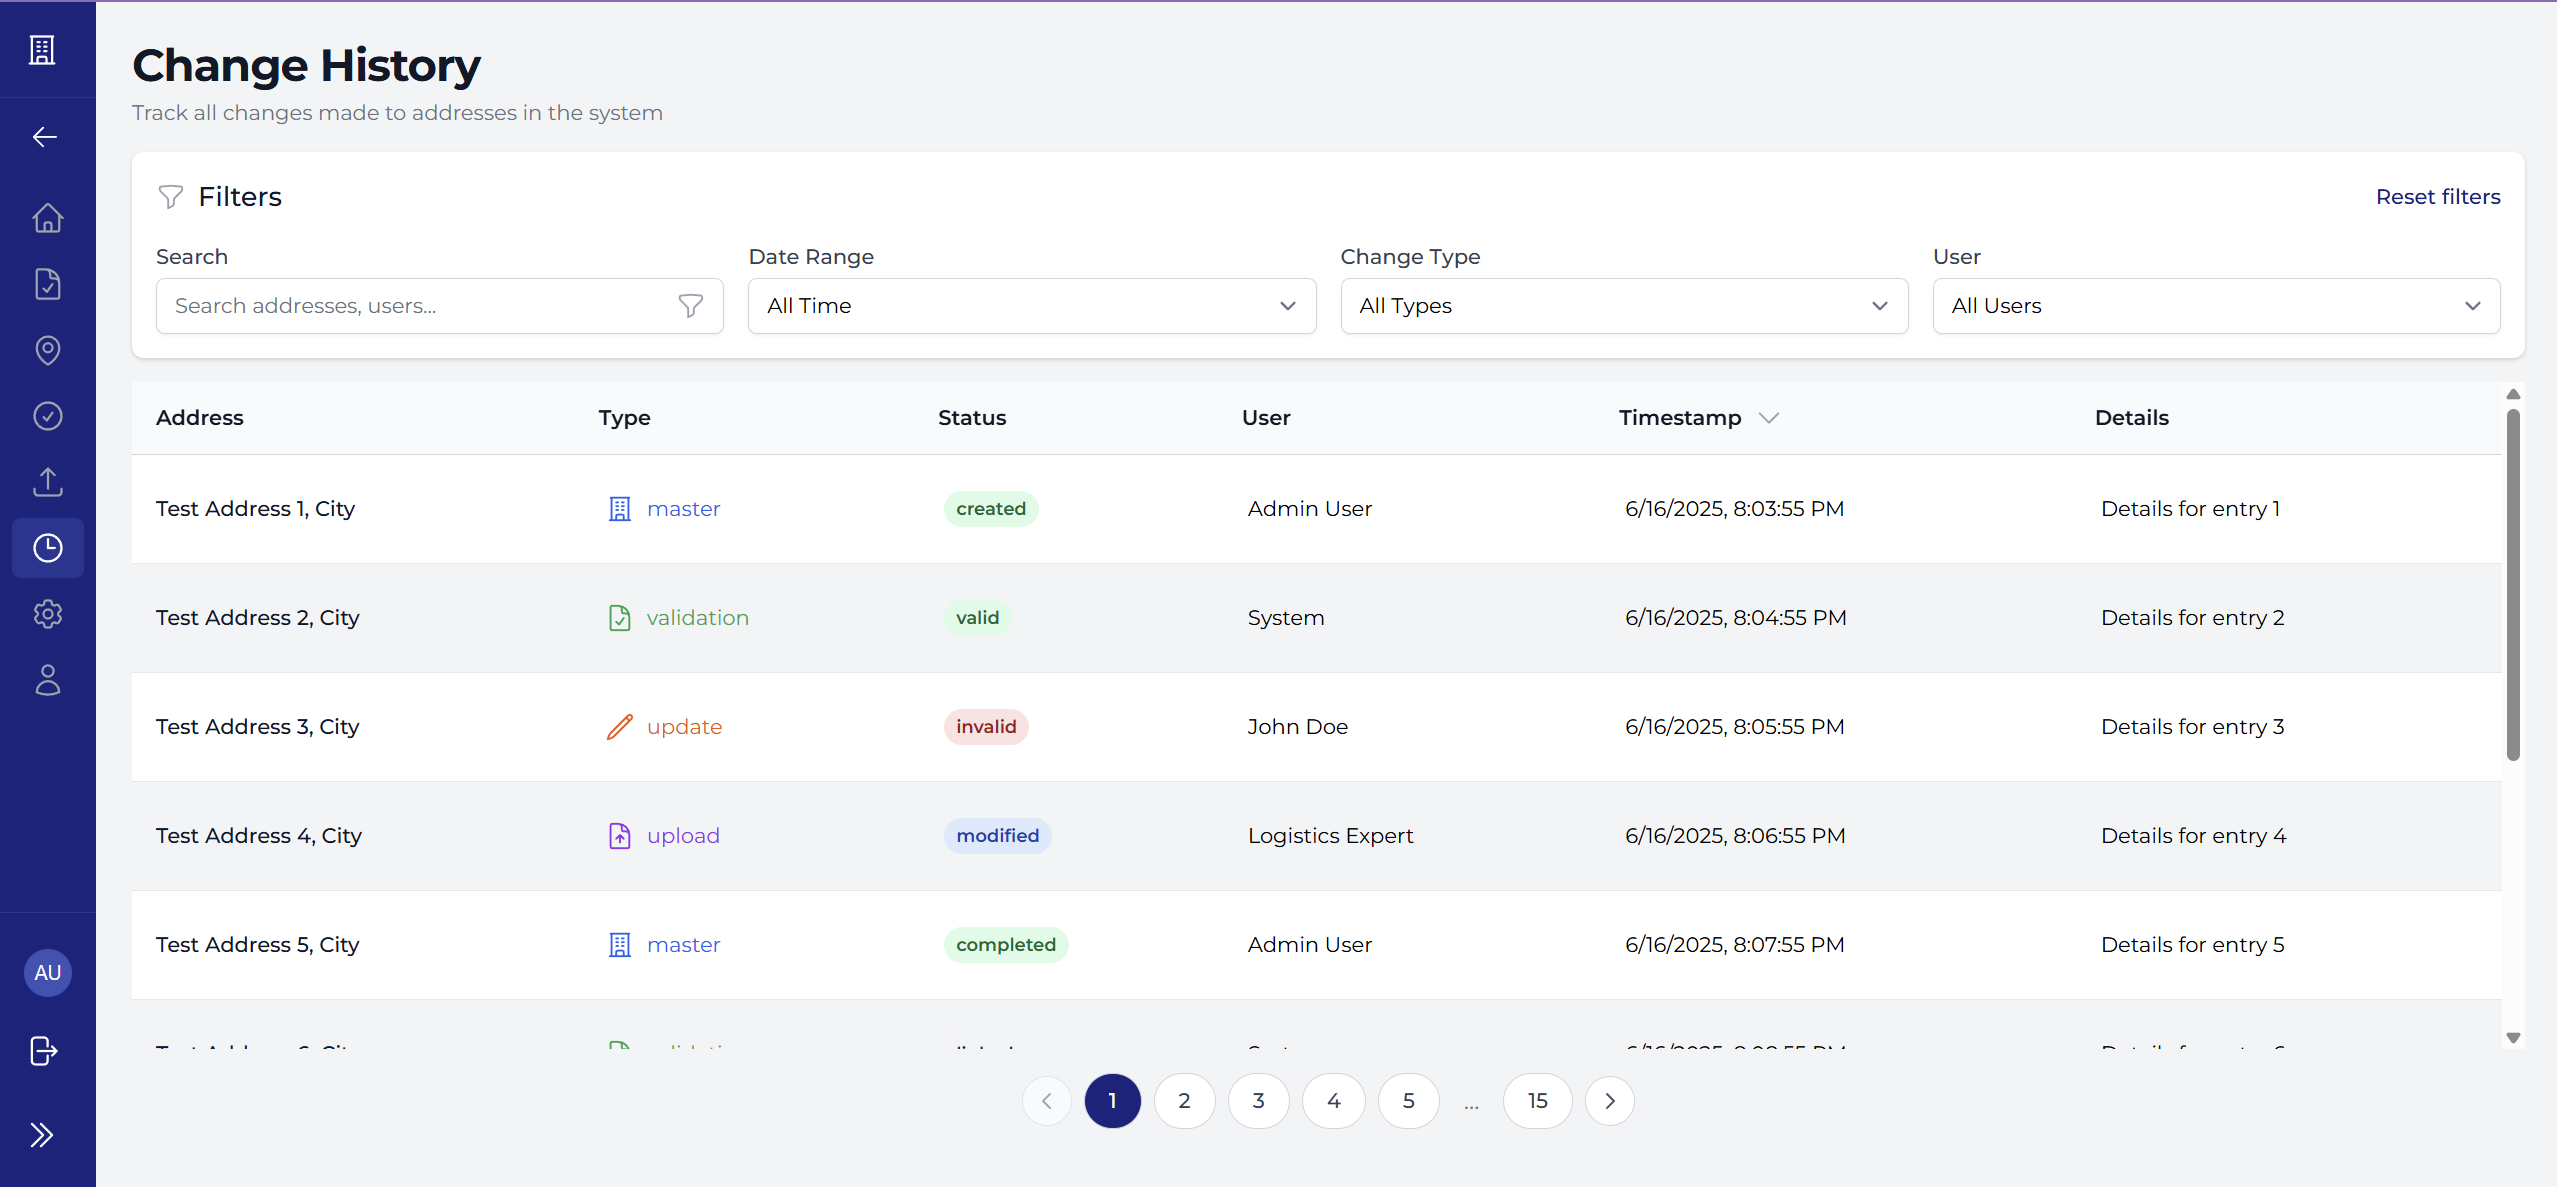 Change History
Track all changes made to addresses in the system
Filters
Reset filters
Search Date Range Change Type User
Search addresses, users... All Time All Types All Users
Address Type Status User Timestamp Details
Test Address 1, City master created Admin User 6/16/2025, 8:03:55 PM Details for entry 1
Test Address 2, City validation valid System 6/16/2025, 8:04:55 PM Details for entry 2
Test Address 3, City update invalid John Doe 6/16/2025, 8:05:55 PM Details for entry 3
Test Address 4, City upload modified Logistics Expert 6/16/2025, 8:06:55 PM Details for entry 4
Test Address 5, City master completed Admin User 6/16/2025, 8:07:55 PM Details for entry 5
1 2 3 4 5 ... 15
AU